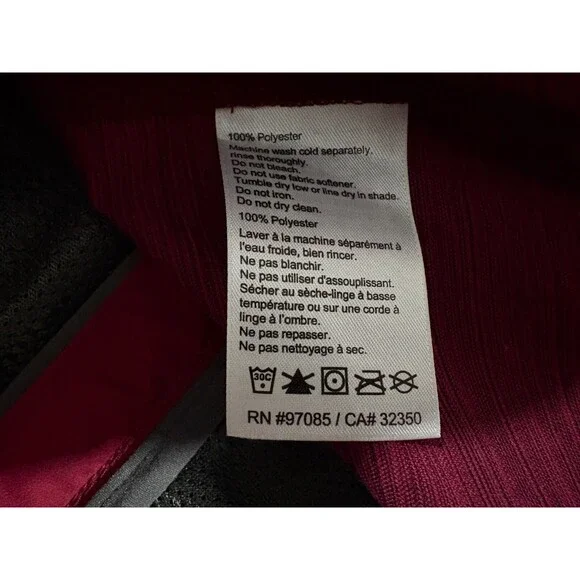 100% Polyester
Machine wash cold separately,
rinse thoroughly.
Do not bleach.
Do not use fabric softener.
Tumble dry low or line dry in shade.
Do not iron.
Do not dry clean.
100% Polyester
Laver à la machine séparément à
l'eau froide, bien rincer.
Ne pas blanchir.
Ne pas utiliser d'assouplissant.
Sécher au sèche-linge à basse
température ou sur une corde à
linge à l'ombre.
Ne pas repasser.
Ne pas nettoyage à sec.
30C
RN #97085 / CA# 32350